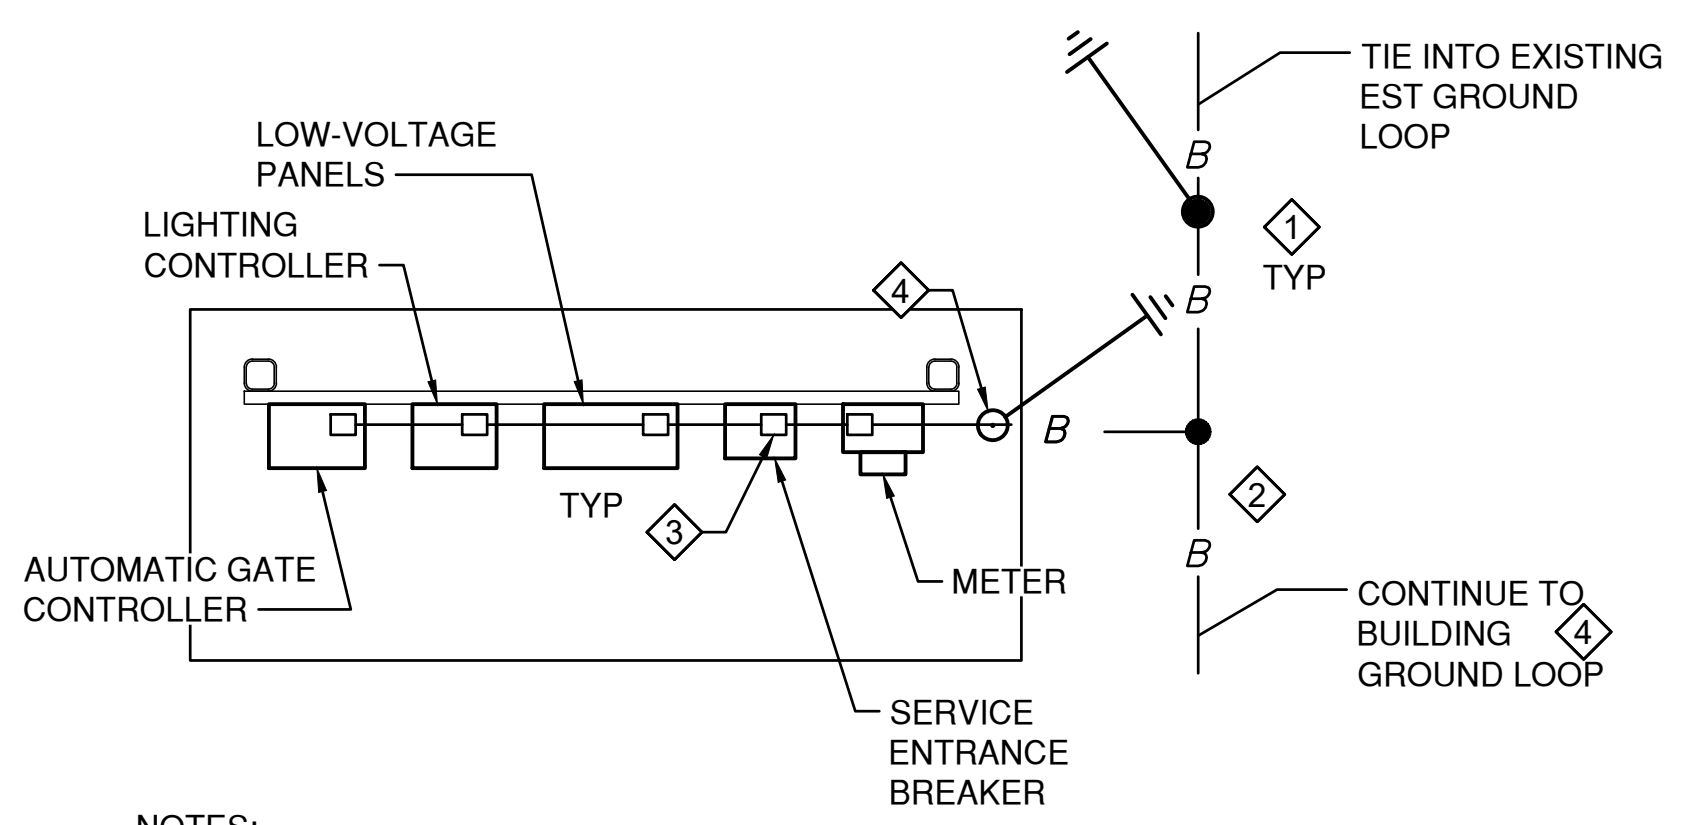 TIE INTO EXISTING
EST GROUND
LOOP
LOW-VOLTAGE
PANELS
B
LIGHTING
CONTROLLER
1
TYP
4
B
B
TYP
3
2
B
AUTOMATIC GATE
CONTROLLER
METER
CONTINUE TO
BUILDING 4
GROUND LOOP
SERVICE
ENTRANCE
BREAKER
NOTES: